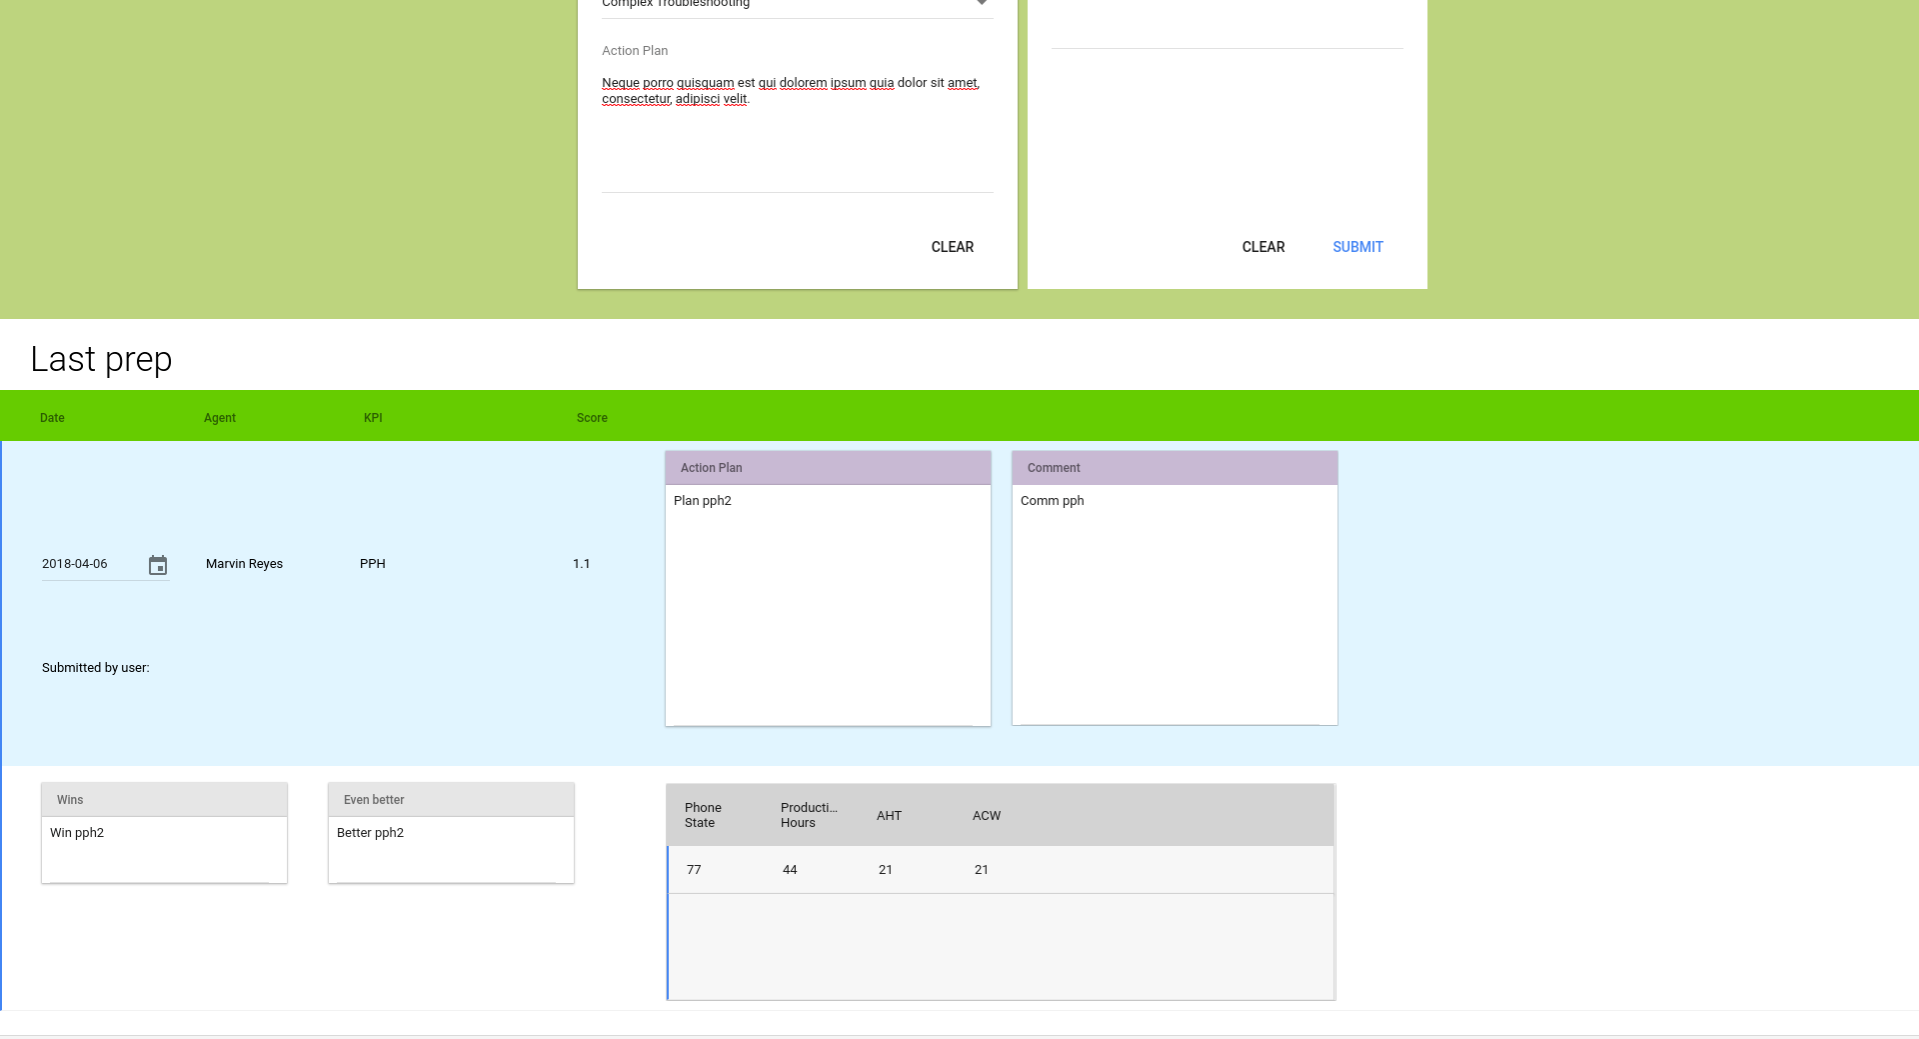 Complex Troubleshooting
Action Plan
Neque porro quisquam est qui dolorem ipsum quia dolor sit amet,
consectetur, adipisci velit.
CLEAR
CLEAR SUBMIT
Last prep
Date Agent KPI Score
Action Plan Comment
Plan pph2 Comm pph
2018-04-06 Marvin Reyes PPH 1.1
Submitted by user:
Wins Even better
Win pph2 Better pph2
Phone
State
Producti...
Hours
AHT
ACW
77 44 21 21